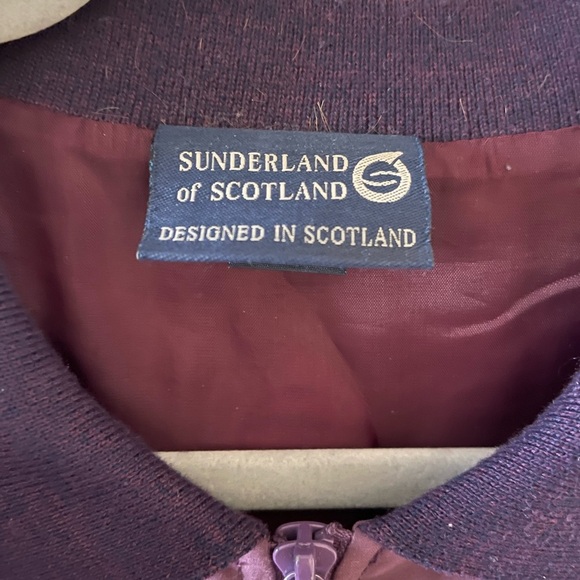 SUNDERLAND
of SCOTLAND
DESIGNED IN SCOTLAND